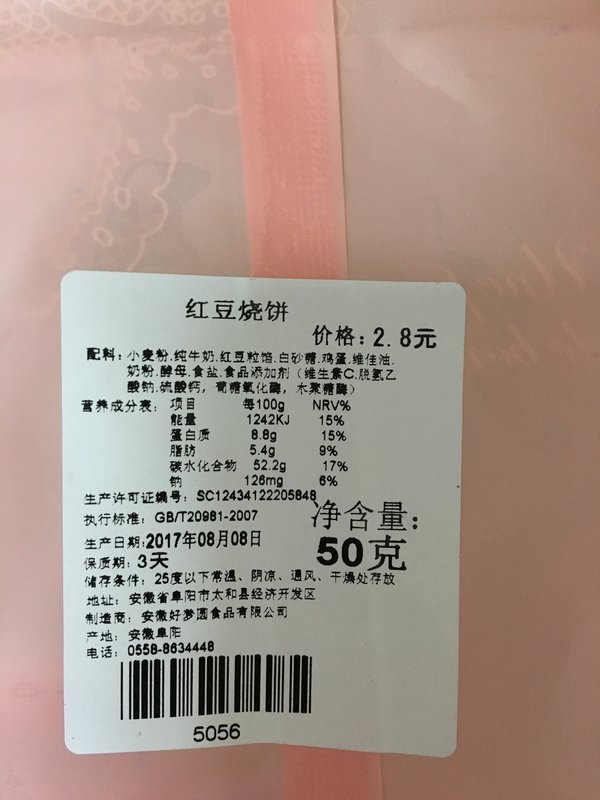 红豆烧饼
价格：2.8元
配料：小麦粉.纯牛奶.红豆粒馅.白砂糖.鸡蛋.维佳油.
奶粉.酵母.食盐.食品添加剂（维生素C.脱氢乙
酸钠.硫酸钙，葡糖氧化酶，木聚糖酶）
营养成分表：项目 每100g NRV%
能量 1242KJ 15%
蛋白质 8.8g 15%
脂肪 5.4g 9%
碳水化合物 52.2g 17%
钠 126mg 6%
生产许可证编号：SC12434122205848
执行标准：GB/T20981-2007
净含量：
生产日期:2017年08月08日
50克
保质期：3天
储存条件：25度以下常温、阴凉、通风、干燥处存放
地址：安徽省阜阳市太和县经济开发区
制造商：安徽好梦圆食品有限公司
产地：安徽阜阳
电话：0558-8634448
5056